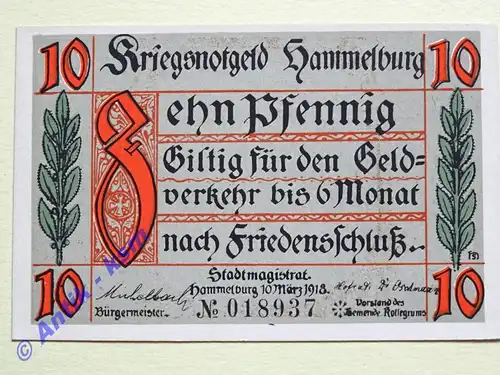 10 Kriegsnotgeld Hammelburg 10
Zehn Pfennig
Giltig für den Geld=
verkehr bis 6 Monat
nach Friedensschluß.
Stadtmagistrat.
10 Hammelburg 10 März 1918. 10
Bürgermeister. No 018937 Vorstand des
Gemeinde Kollegiums
© Antik - kim